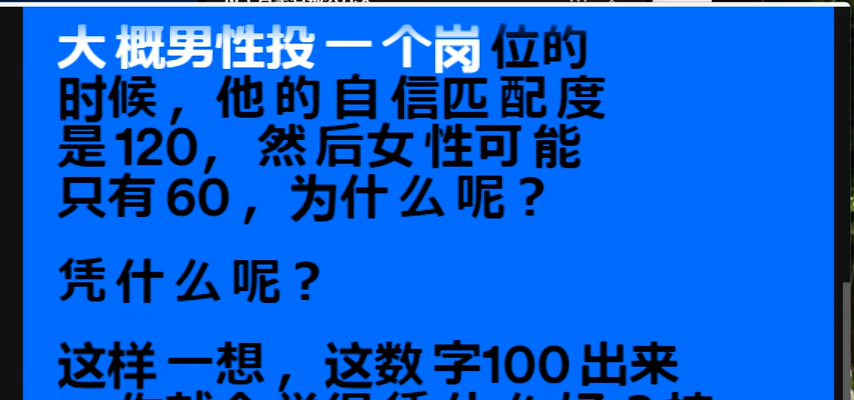 大概男性投一个岗位的
时候，他的自信匹配度
是120，然后女性可能
只有60，为什么呢？
凭什么呢？
这样一想，这数字100出来